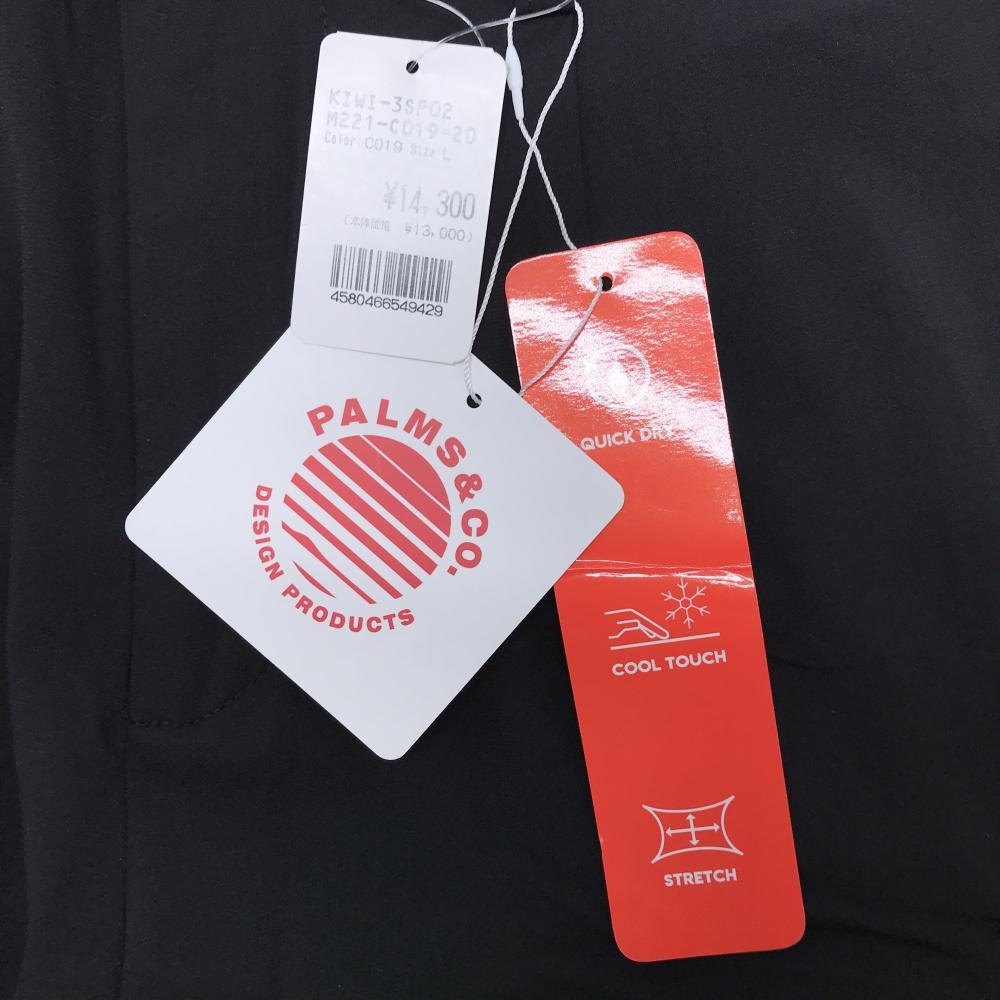 KIWI-3SP02
M221-C019-20
Color: C019 Size: L
¥14,300
(本体価格 ¥13,000)
4580466549429
PALMS&CO.
DESIGN PRODUCTS
QUICK DRY
COOL TOUCH
STRETCH